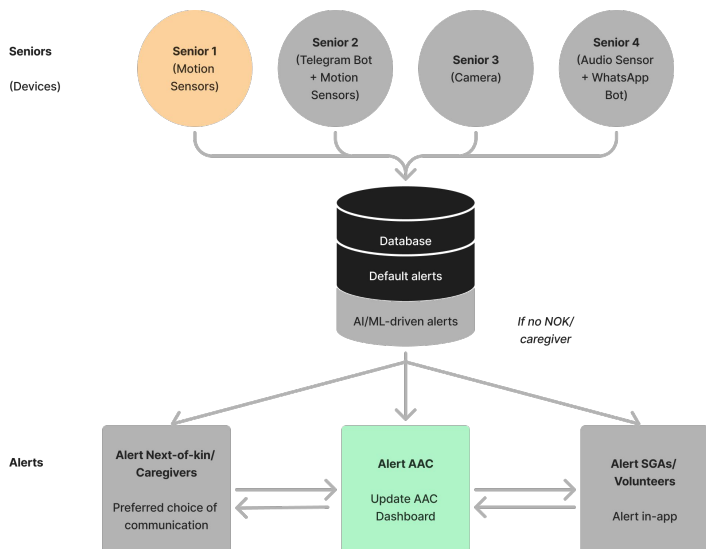 Seniors
(Devices)
Senior 1
(Motion
Sensors)
Senior 2
(Telegram Bot
+ Motion
Sensors)
Senior 3
(Camera)
Senior 4
(Audio Sensor
+ WhatsApp
Bot)
Database
Default alerts
AI/ML-driven alerts
If no NOK/
caregiver
Alerts
Alert Next-of-kin/
Caregivers
Preferred choice of
communication
Alert AAC
Update AAC
Dashboard
Alert SGAs/
Volunteers
Alert in-app